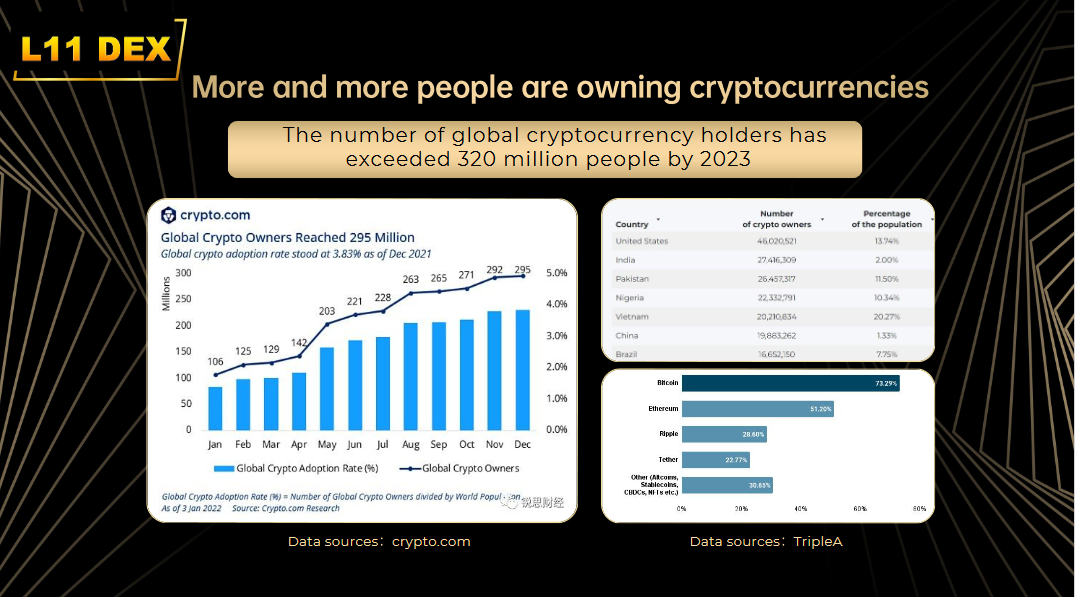 L11 DEX
More and more people are owning cryptocurrencies
The number of global cryptocurrency holders has
exceeded 320 million people by 2023
crypto.com
Global Crypto Owners Reached 295 Million
Global crypto adoption rate stood at 3.83% as of Dec 2021
Millions
300
250
200
150
100
50
0
106
125
129
142
203
221
228
263
265
271
292
295
5.0%
4.0%
3.0%
2.0%
1.0%
0.0%
Jan Feb Mar Apr May Jun Jul Aug Sep Oct Nov Dec
Global Crypto Adoption Rate (%) Global Crypto Owners
Global Crypto Adoption Rate (%) = Number of Global Crypto Owners divided by World
As of 3 Jan 2022 Source: Crypto.com Research
锐思财经
Data sources：crypto.com
Country
Number
of crypto owners
Percentage
of the population
United States 46,020,521 13.74%
India 27,416,309 2.00%
Pakistan 26,457,317 11.50%
Nigeria 22,332,791 10.34%
Vietnam 20,210,834 20.27%
China 19,883,262 1.33%
Brazil 16,652,150 7.75%
Bitcoin 73.29%
Ethereum 51.20%
Ripple 28.60%
Tether 22.77%
Other (Altcoins,
Stablecoins,
CBDCs, NFTs etc.)
30.65%
0% 20% 40% 60% 80%
Data sources：TripleA